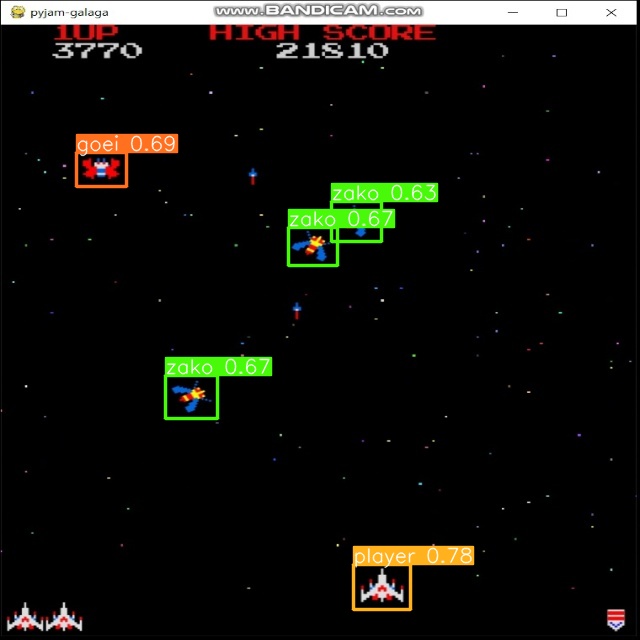 pyjam-galaga
www.BANDICAM.com
1UP HIGH SCORE
3770 21810
goei 0.69
zako 0.63
zako 0.67
zako 0.67
player 0.78